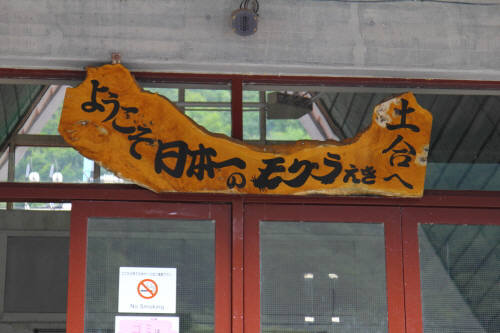 ようこそ日本一のモグラえき
土合へ
No Smoking